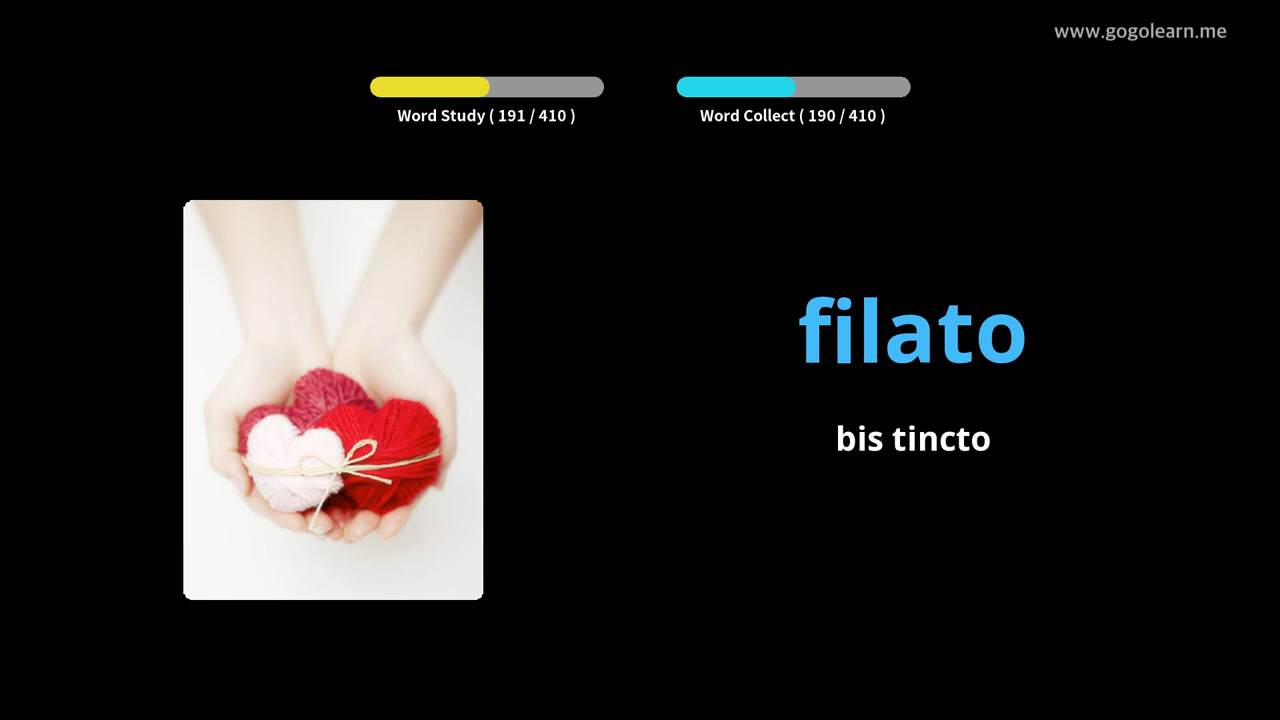 www.gogolearn.me
Word Study ( 191 / 410 )
Word Collect ( 190 / 410 )
filato
bis tincto